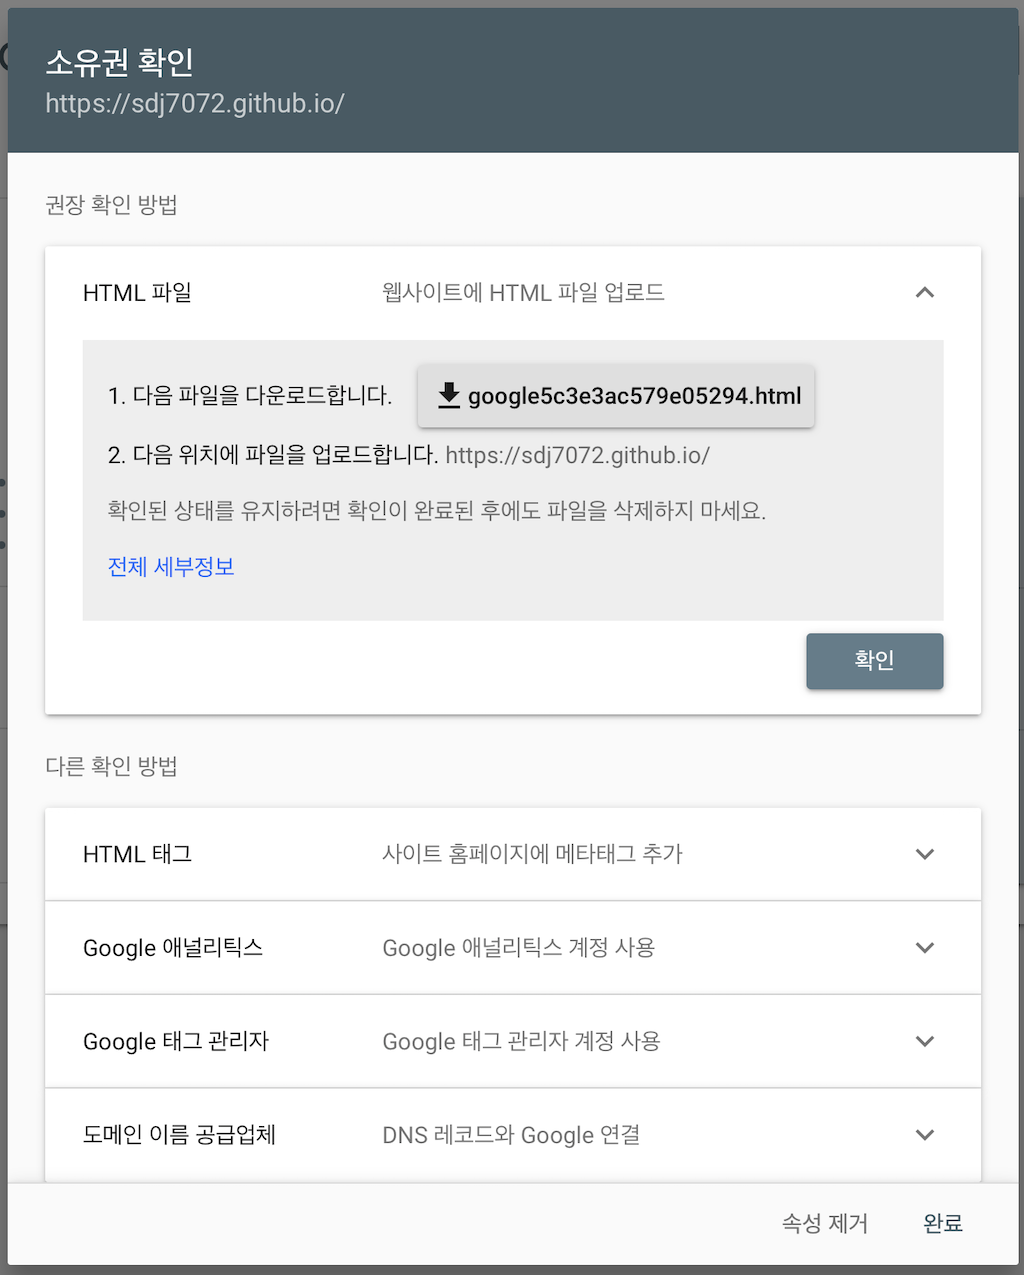 소유권 확인
https://sdj7072.github.io/
권장 확인 방법
HTML 파일 웹사이트에 HTML 파일 업로드
1. 다음 파일을 다운로드합니다. google5c3e3ac579e05294.html
2. 다음 위치에 파일을 업로드합니다. https://sdj7072.github.io/
확인된 상태를 유지하려면 확인이 완료된 후에도 파일을 삭제하지 마세요.
전체 세부정보
확인
다른 확인 방법
HTML 태그 사이트 홈페이지에 메타태그 추가
Google 애널리틱스 Google 애널리틱스 계정 사용
Google 태그 관리자 Google 태그 관리자 계정 사용
도메인 이름 공급업체 DNS 레코드와 Google 연결
속성 제거 완료